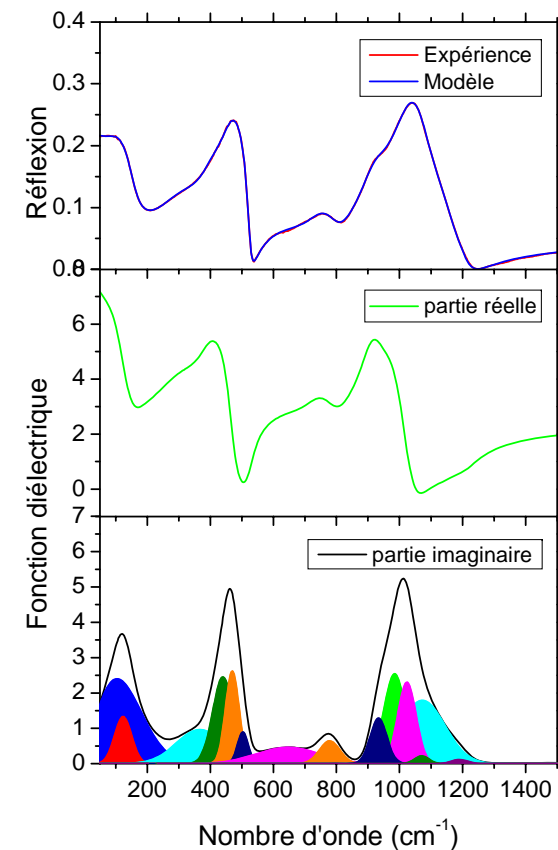 0.4
0.3
0.2
0.1
0.0
Réflexion
Expérience
Modèle
8
6
4
2
0
partie réelle
Fonction diélectrique
7
6
5
4
3
2
1
0
partie imaginaire
200 400 600 800 1000 1200 1400
Nombre d'onde (cm⁻¹)